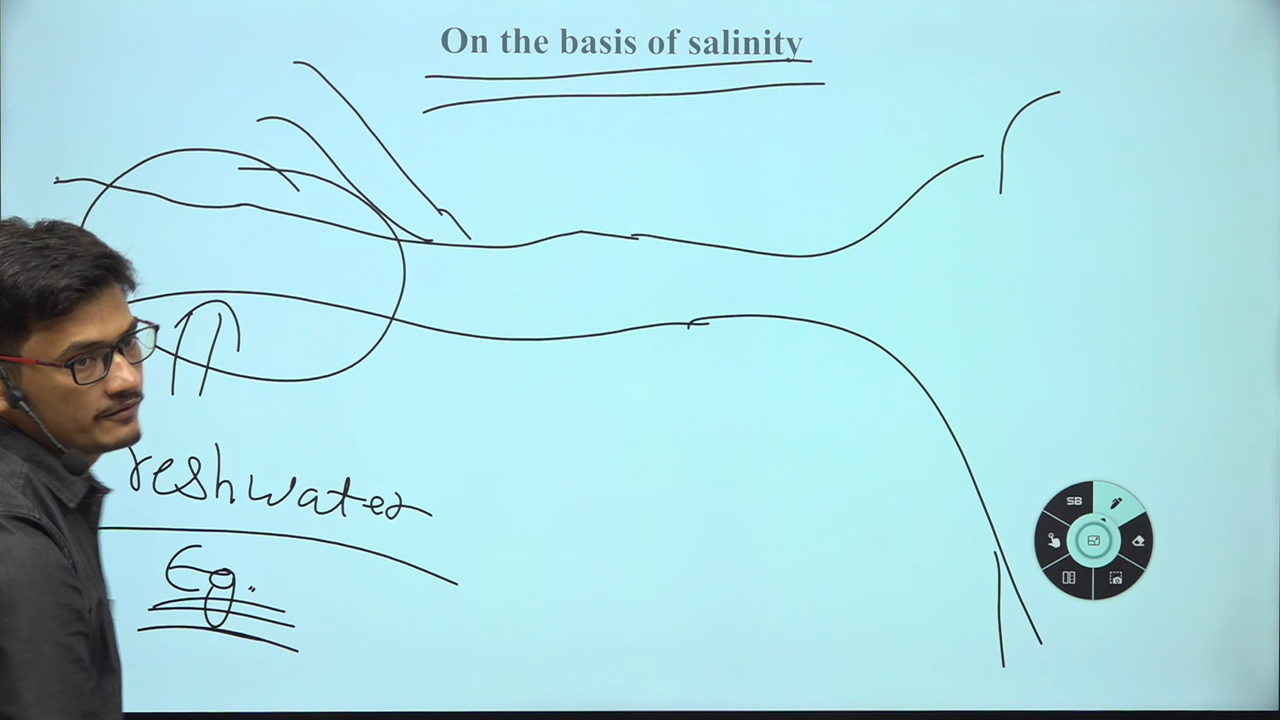 On the basis of salinity
reshwater
Eg.
SB